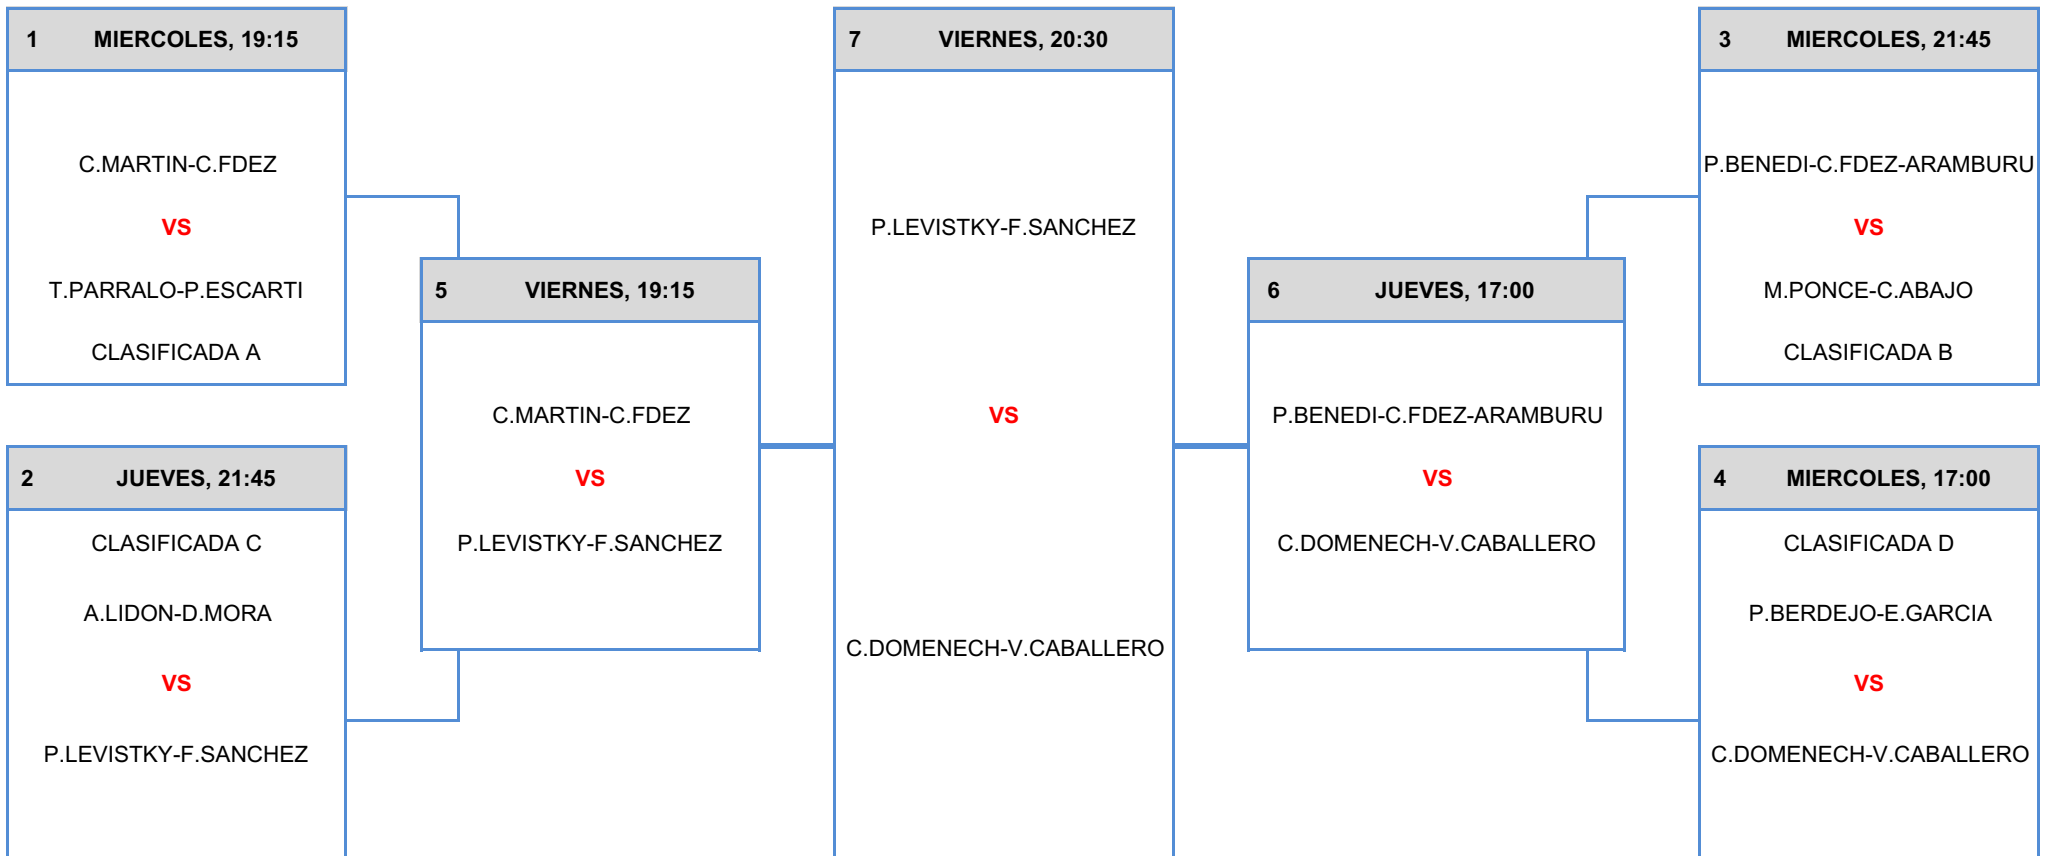 1 MIERCOLES, 19:15
C.MARTIN-C.FDEZ
VS
T.PARRALO-P.ESCARTI
CLASIFICADA A
2 JUEVES, 21:45
CLASIFICADA C
A.LIDON-D.MORA
VS
P.LEVISTKY-F.SANCHEZ
5 VIERNES, 19:15
C.MARTIN-C.FDEZ
VS
P.LEVISTKY-F.SANCHEZ
7 VIERNES, 20:30
P.LEVISTKY-F.SANCHEZ
VS
C.DOMENECH-V.CABALLERO
6 JUEVES, 17:00
P.BENEDI-C.FDEZ-ARAMBURU
VS
C.DOMENECH-V.CABALLERO
3 MIERCOLES, 21:45
P.BENEDI-C.FDEZ-ARAMBURU
VS
M.PONCE-C.ABAJO
CLASIFICADA B
4 MIERCOLES, 17:00
CLASIFICADA D
P.BERDEJO-E.GARCIA
VS
C.DOMENECH-V.CABALLERO